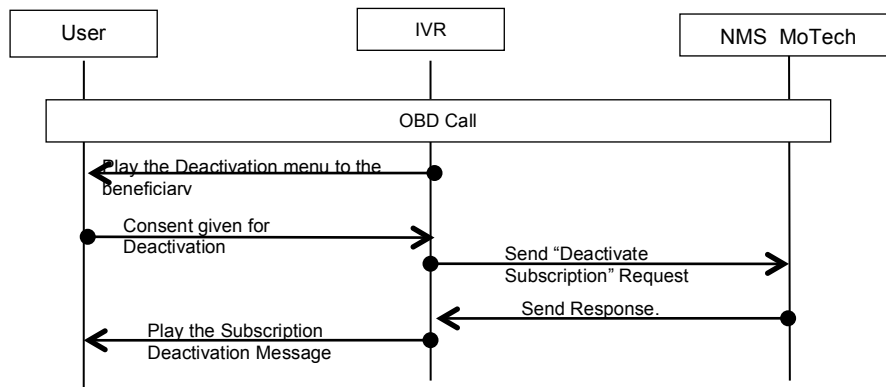 User
IVR
NMS MoTech
OBD Call
Play the Deactivation menu to the
beneficiary
Consent given for
Deactivation
Send “Deactivate
Subscription” Request
Send Response.
Play the Subscription
Deactivation Message